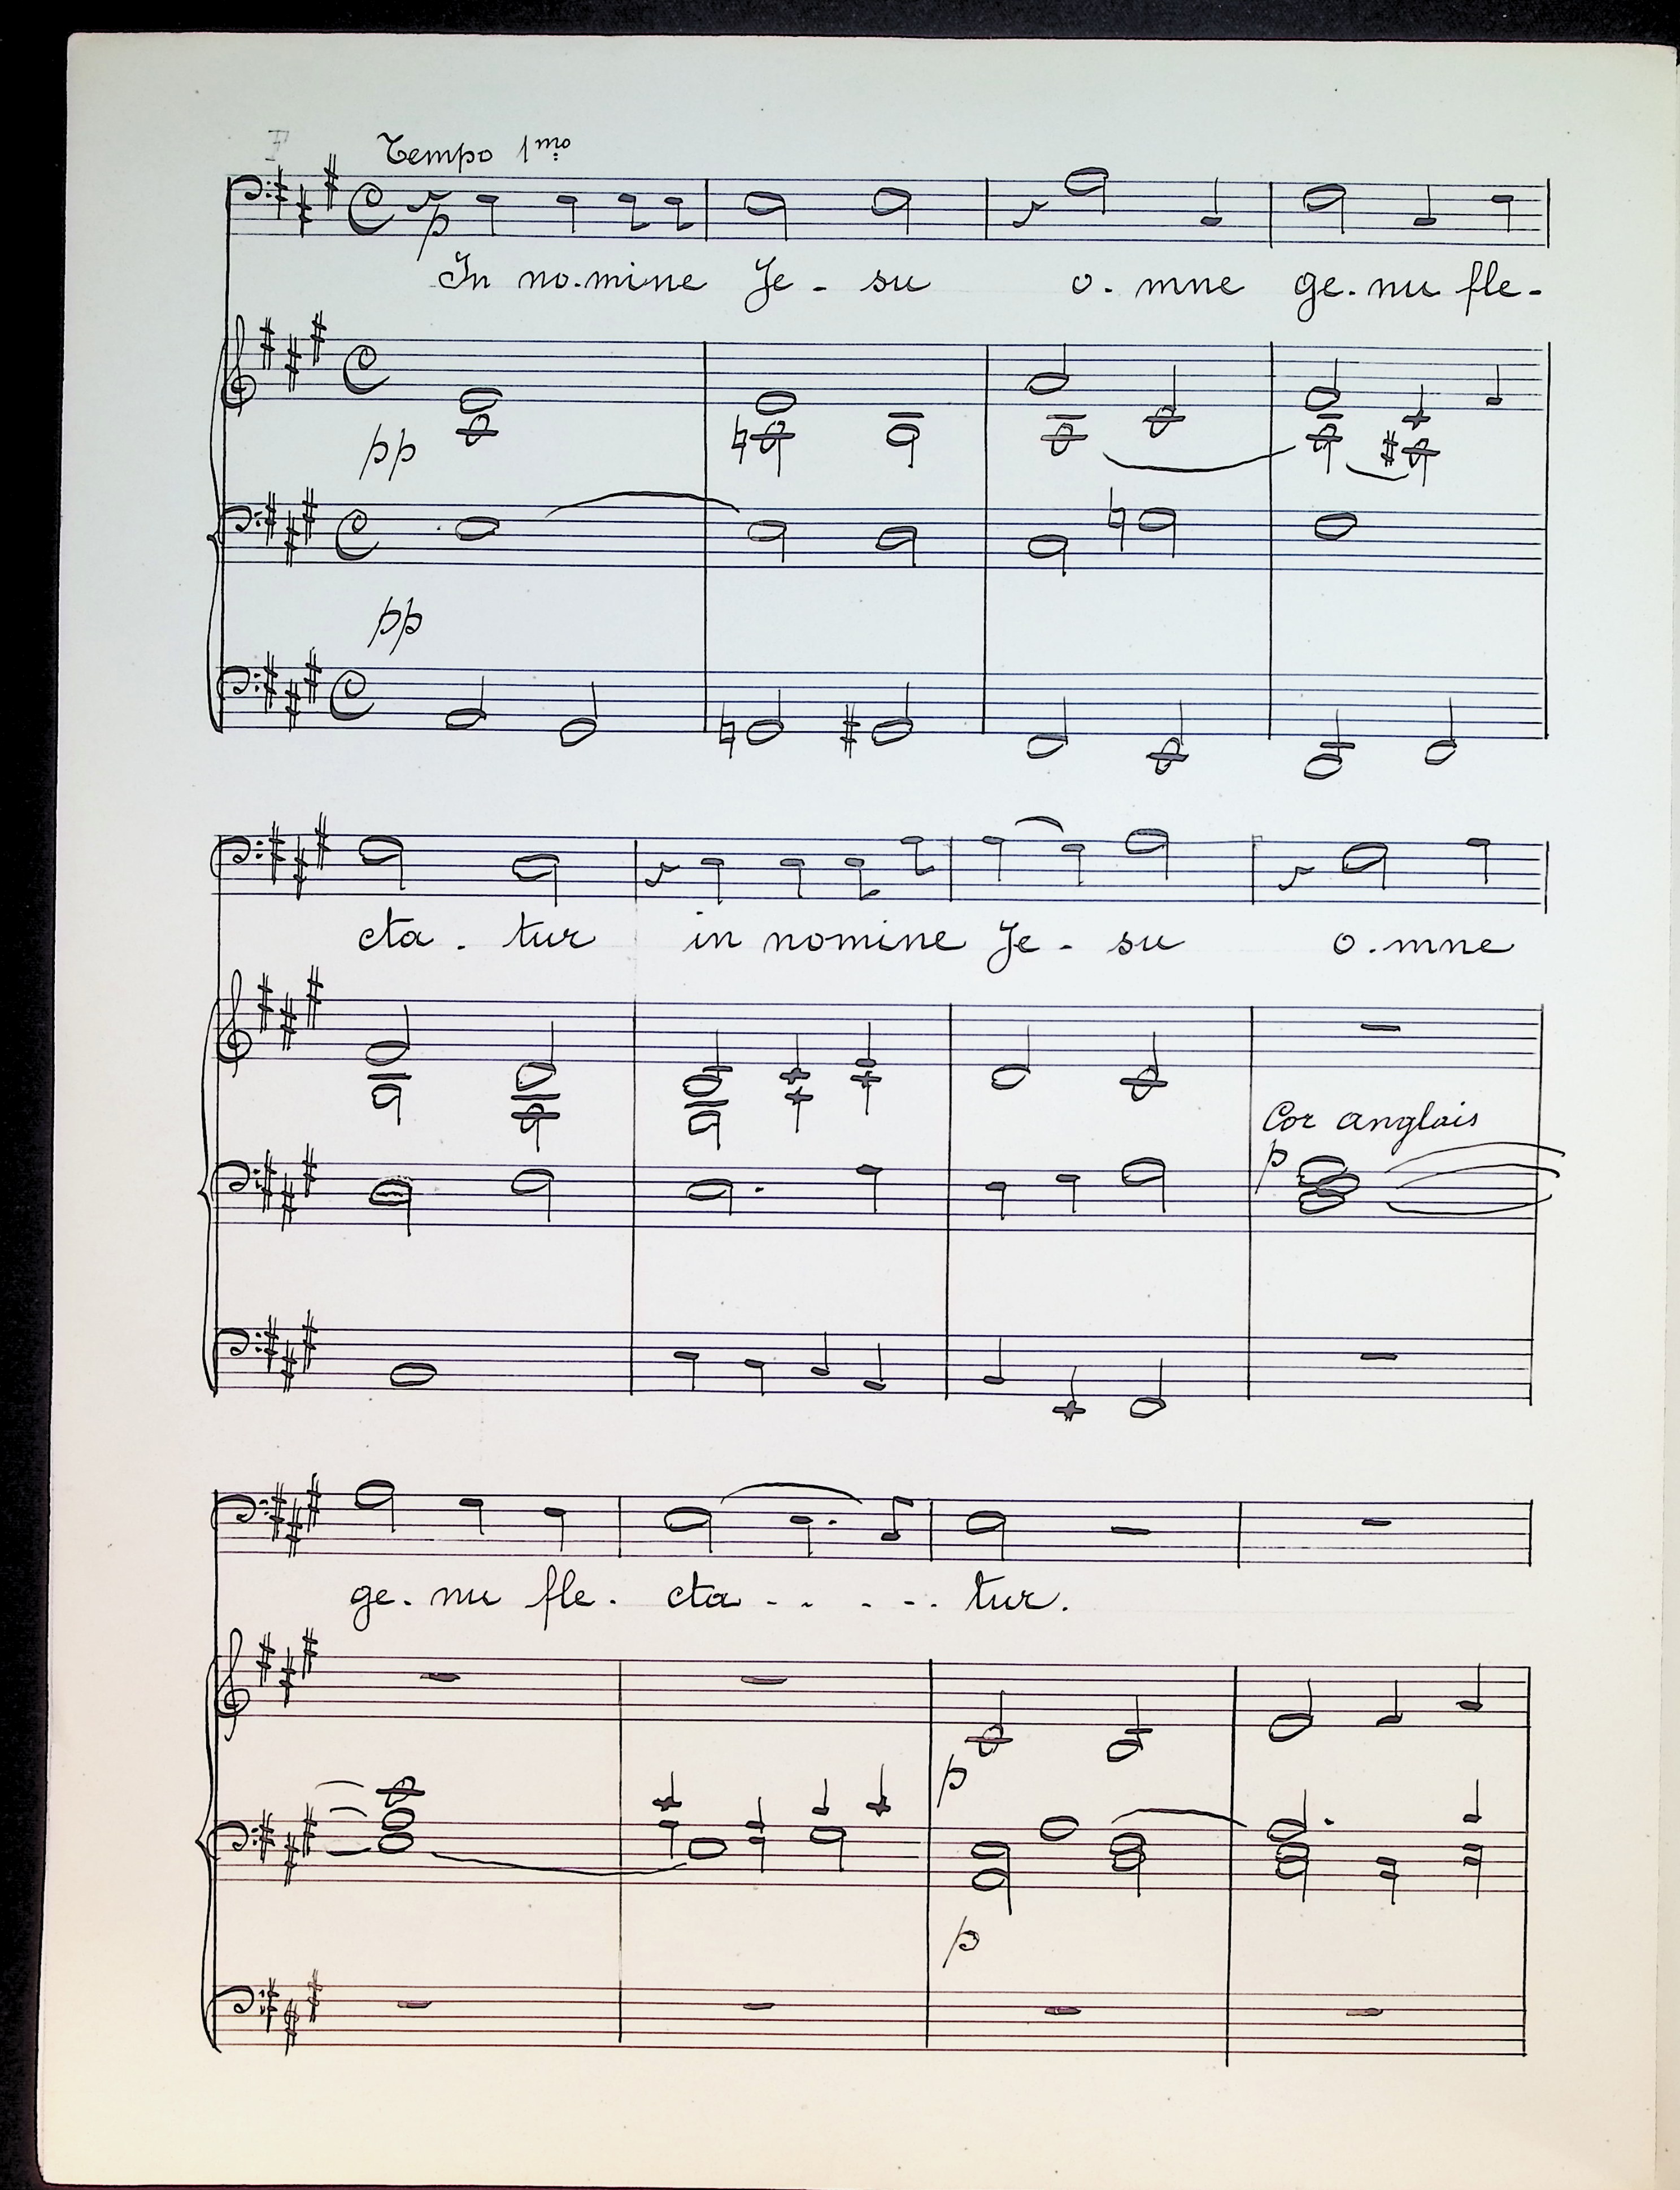 Tempo 1mo
p
In no.mine Je - su o. mne ge. nu fle-
pp
pp
cta . tur in nomine Je - su o.mne
Cor anglais
p
ge. nu fle. cta - . . - -. tur.
p
p